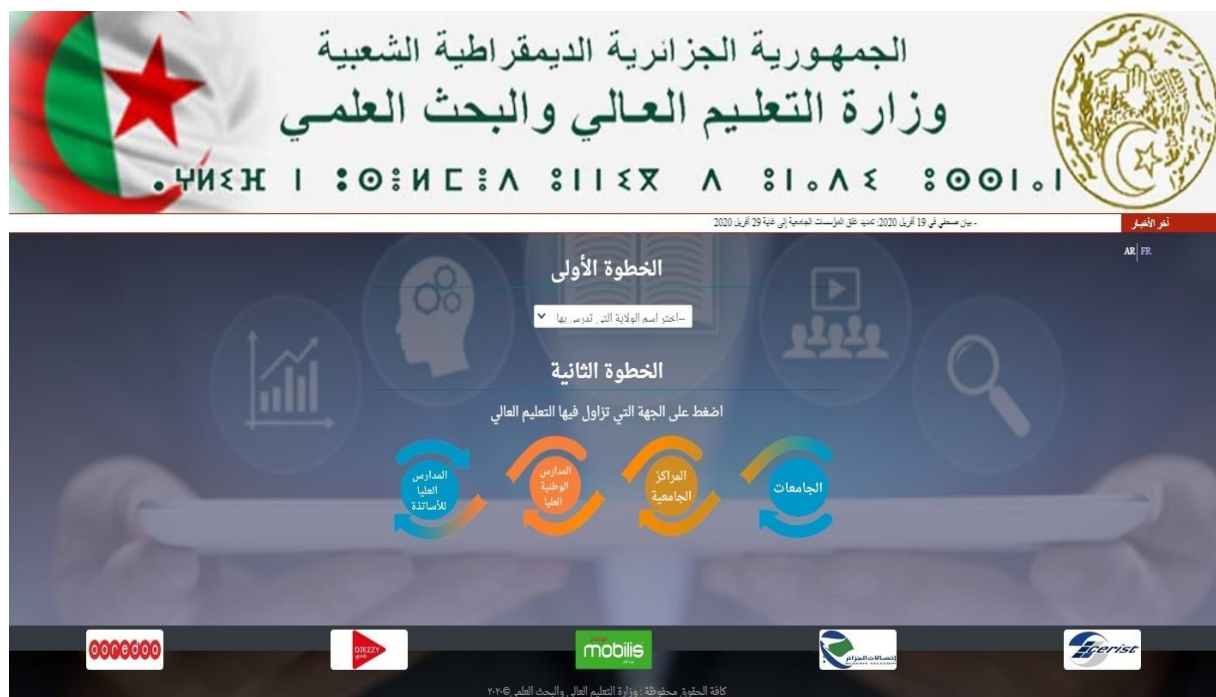 الجمهورية الجزائرية الديمقراطية الشعبية
وزارة التعليم العالي والبحث العلمي
آخر الأخبار
- بيان صحفي في 19 أفريل 2020: تمديد غلق المؤسسات الجامعية إلى غاية 29 أفريل 2020
AR FR
الخطوة الأولى
--اختر اسم الولاية التي تدرس بها
الخطوة الثانية
اضغط على الجهة التي تزاول فيها التعليم العالي
الجامعات
المراكز
الجامعية
المدارس
الوطنية
العليا
المدارس
العليا
للأساتذة
ooredoo
DJEZZY
mobilis
إتصالات الجزائر
cerist
كافة الحقوق محفوظة : وزارة التعليم العالي والبحث العلمي ©٢٠٢٠